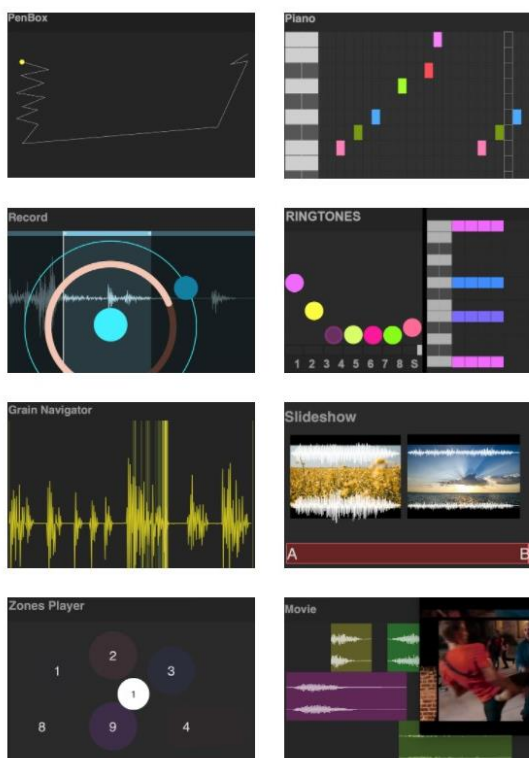 PenBox
Piano
Record
RINGTONES
1 2 3 4 5 6 7 8 S
Grain Navigator
Slideshow
A B
Zones Player
2
1 3
1
8 9 4
Movie